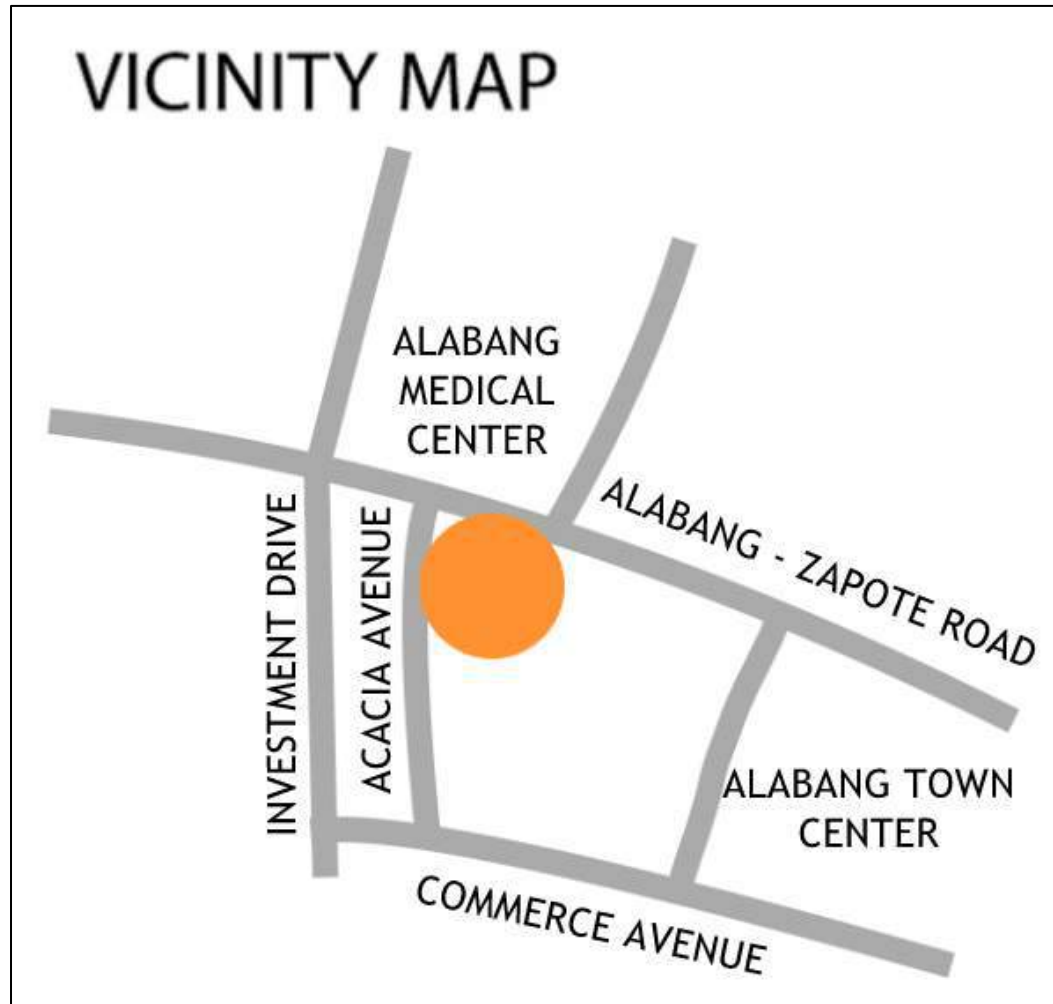 VICINITY MAP
ALABANG
MEDICAL
CENTER
ALABANG - ZAPOTE ROAD
INVESTMENT DRIVE
ACACIA AVENUE
ALABANG TOWN
CENTER
COMMERCE AVENUE